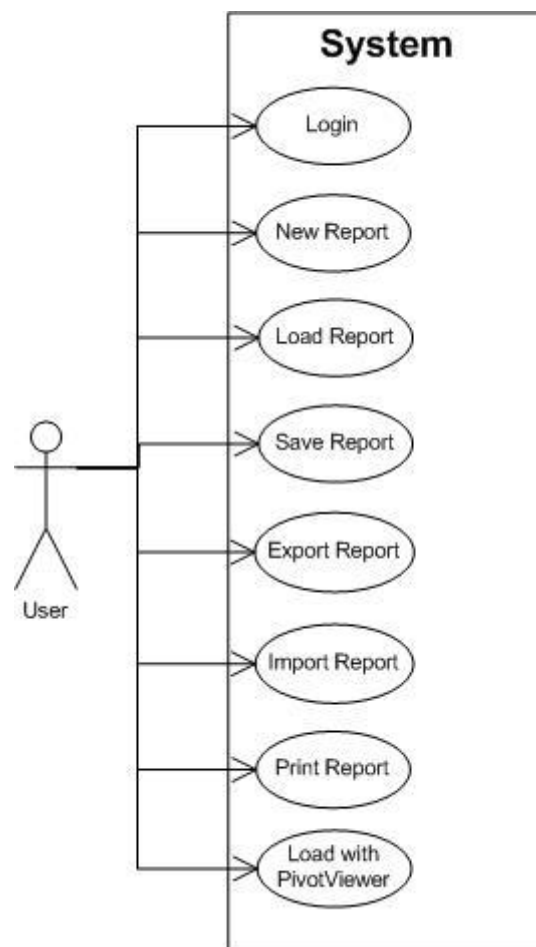 System
Login
New Report
Load Report
Save Report
Export Report
User
Import Report
Print Report
Load with
PivotViewer